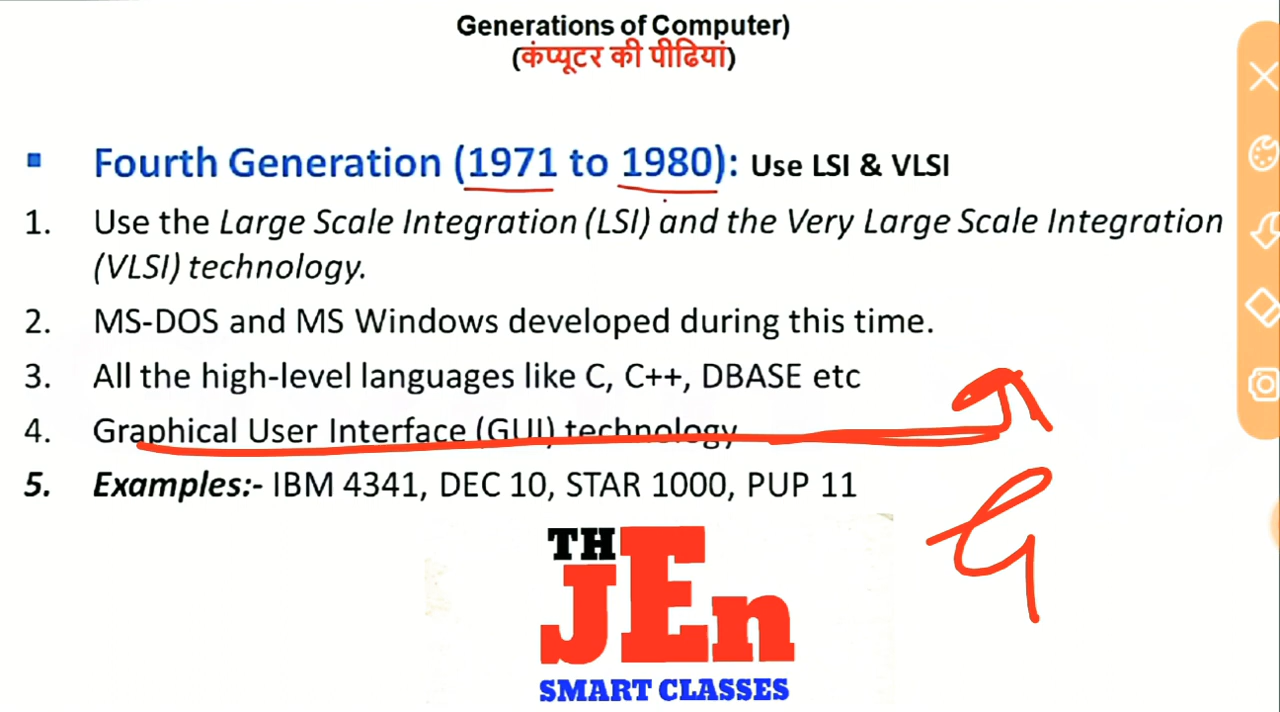 Generations of Computer)
(कंप्यूटर की पीढियां)
▪ Fourth Generation (1971 to 1980): Use LSI & VLSI
1. Use the Large Scale Integration (LSI) and the Very Large Scale Integration
(VLSI) technology.
2. MS-DOS and MS Windows developed during this time.
3. All the high-level languages like C, C++, DBASE etc
4. Graphical User Interface (GUI) technology
5. Examples:- IBM 4341, DEC 10, STAR 1000, PUP 11
TH
JEn
SMART CLASSES